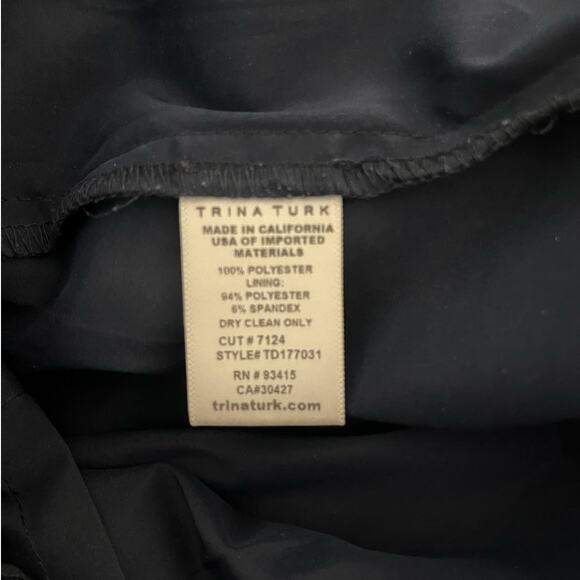 TRINA TURK
MADE IN CALIFORNIA
USA OF IMPORTED
MATERIALS
100% POLYESTER
LINING:
94% POLYESTER
6% SPANDEX
DRY CLEAN ONLY
CUT # 7124
STYLE# TD177031
RN # 93415
CA#30427
trinaturk.com